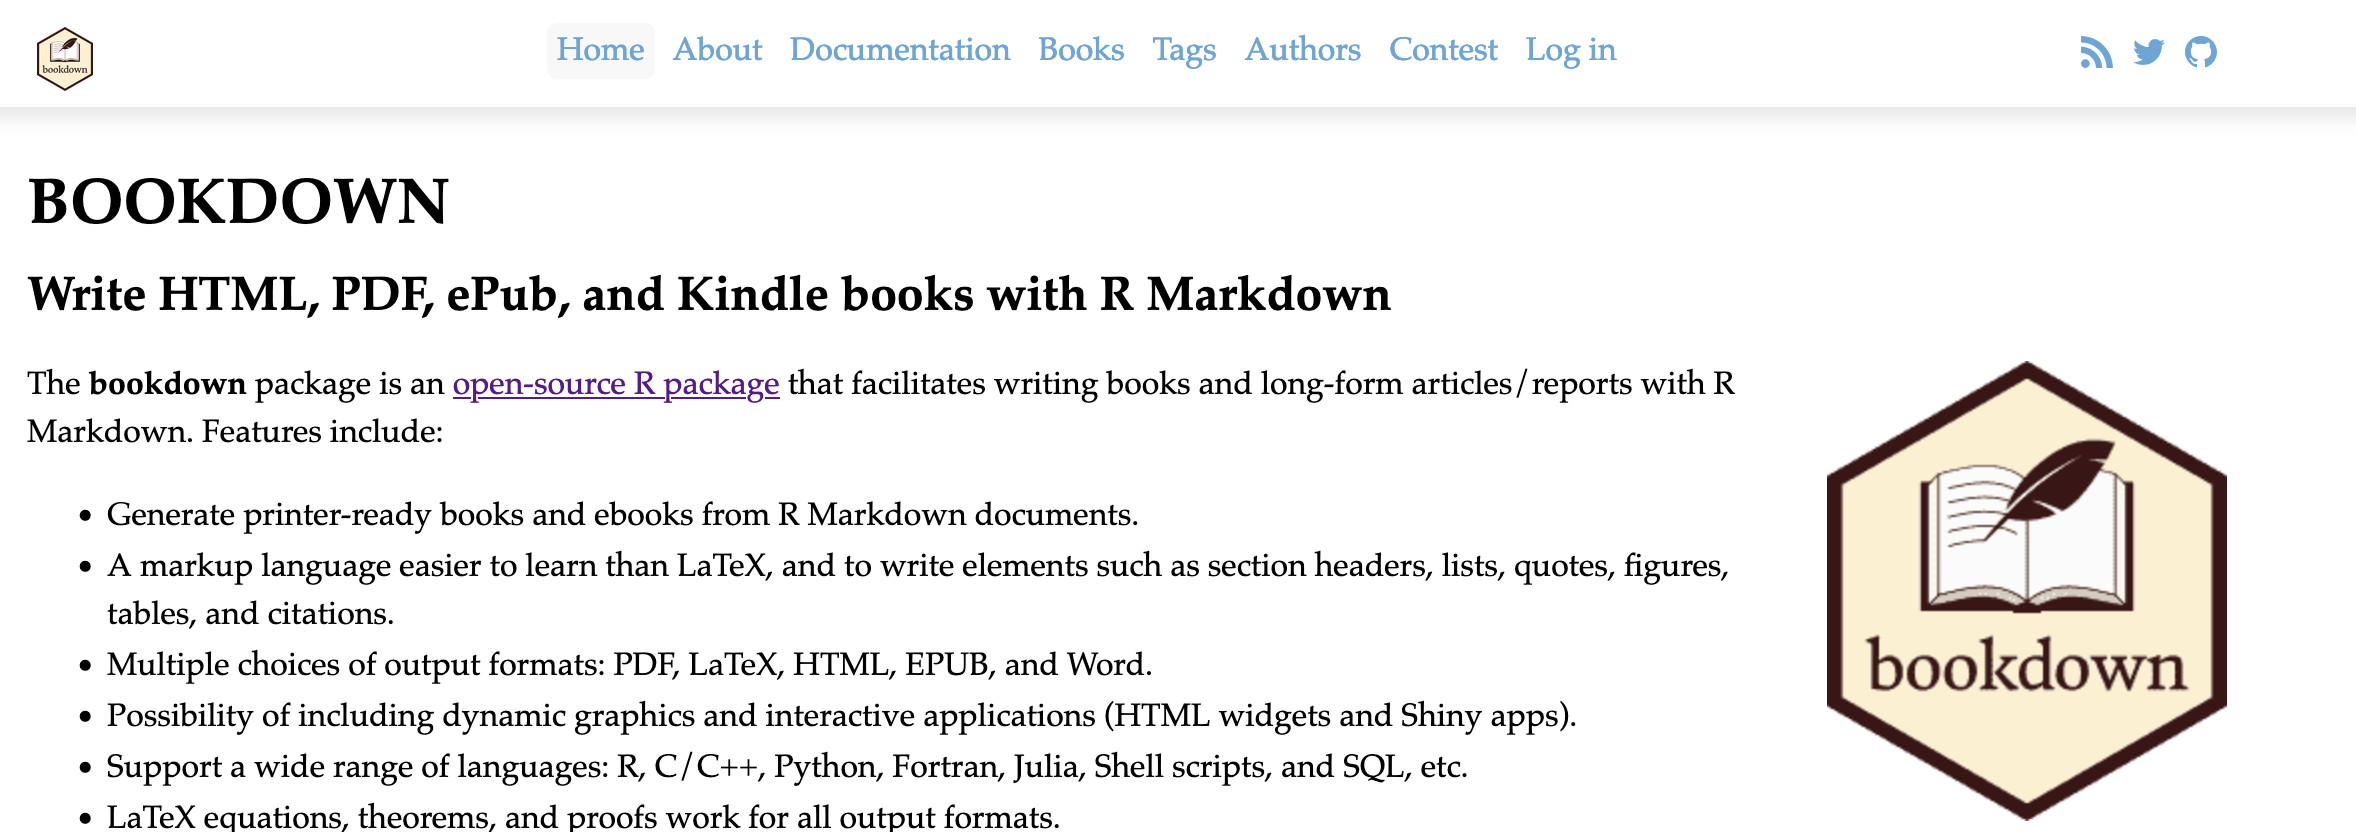 bookdown
Home About Documentation Books Tags Authors Contest Log in
BOOKDOWN
Write HTML, PDF, ePub, and Kindle books with R Markdown
The bookdown package is an open-source R package that facilitates writing books and long-form articles/reports with R
Markdown. Features include:
• Generate printer-ready books and ebooks from R Markdown documents.
• A markup language easier to learn than LaTeX, and to write elements such as section headers, lists, quotes, figures,
tables, and citations.
• Multiple choices of output formats: PDF, LaTeX, HTML, EPUB, and Word.
• Possibility of including dynamic graphics and interactive applications (HTML widgets and Shiny apps).
• Support a wide range of languages: R, C/C++, Python, Fortran, Julia, Shell scripts, and SQL, etc.
• LaTeX equations, theorems, and proofs work for all output formats.
bookdown